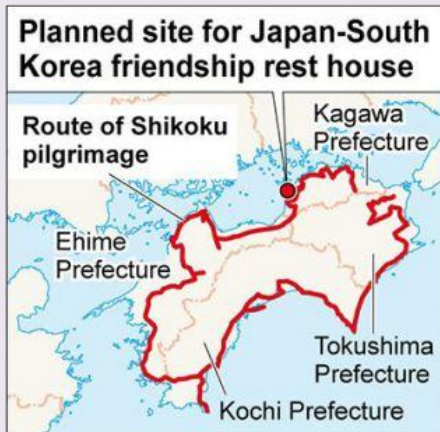 Planned site for Japan-South
Korea friendship rest house
Route of Shikoku
pilgrimage
Kagawa
Prefecture
Ehime
Prefecture
Tokushima
Prefecture
Kochi Prefecture